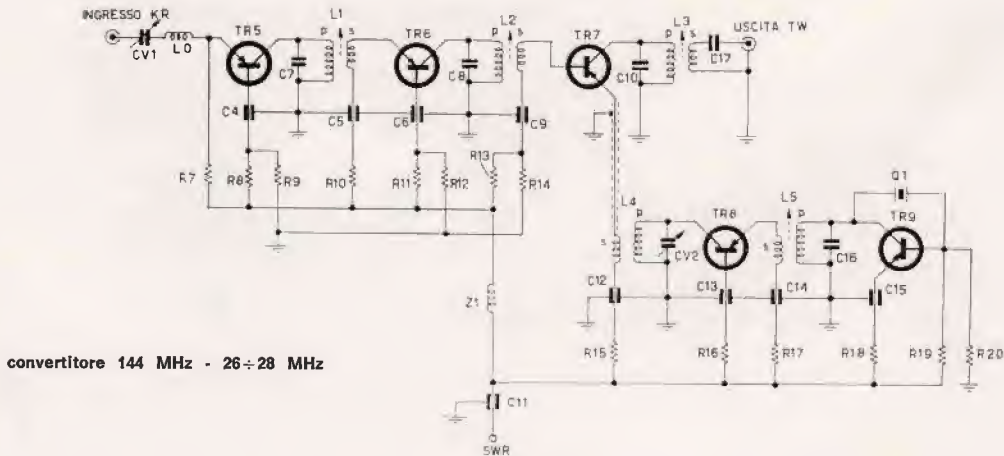 INGRESSO KR
CV1
L0
TR5
L1
P
S
C7
TR6
L2
P
S
C8
TR7
L3
P
S
C10
C17
USCITA TW
C4
C5
C6
C9
R7
R8
R9
R10
R11
R12
R13
R14
L4
S
P
CV2
TR8
L5
S
P
C16
Q1
TR9
C12
C13
C14
C15
Z1
R15
R16
R17
R18
R19
R20
C11
SWR
convertitore 144 MHz - 26÷28 MHz